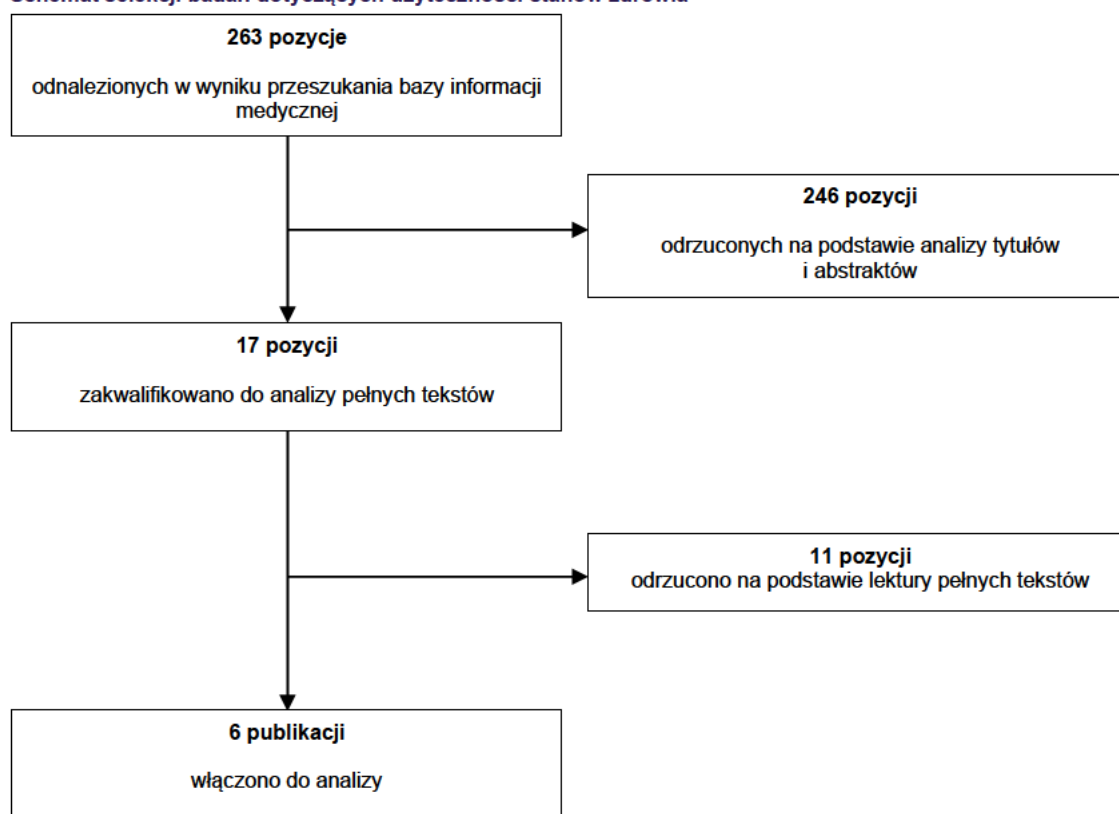 263 pozycje
odnalezionych w wyniku przeszukania bazy informacji
medycznej
246 pozycji
odrzuconych na podstawie analizy tytułów
i abstraktów
17 pozycji
zakwalifikowano do analizy pełnych tekstów
11 pozycji
odrzucono na podstawie lektury pełnych tekstów
6 publikacji
włączono do analizy